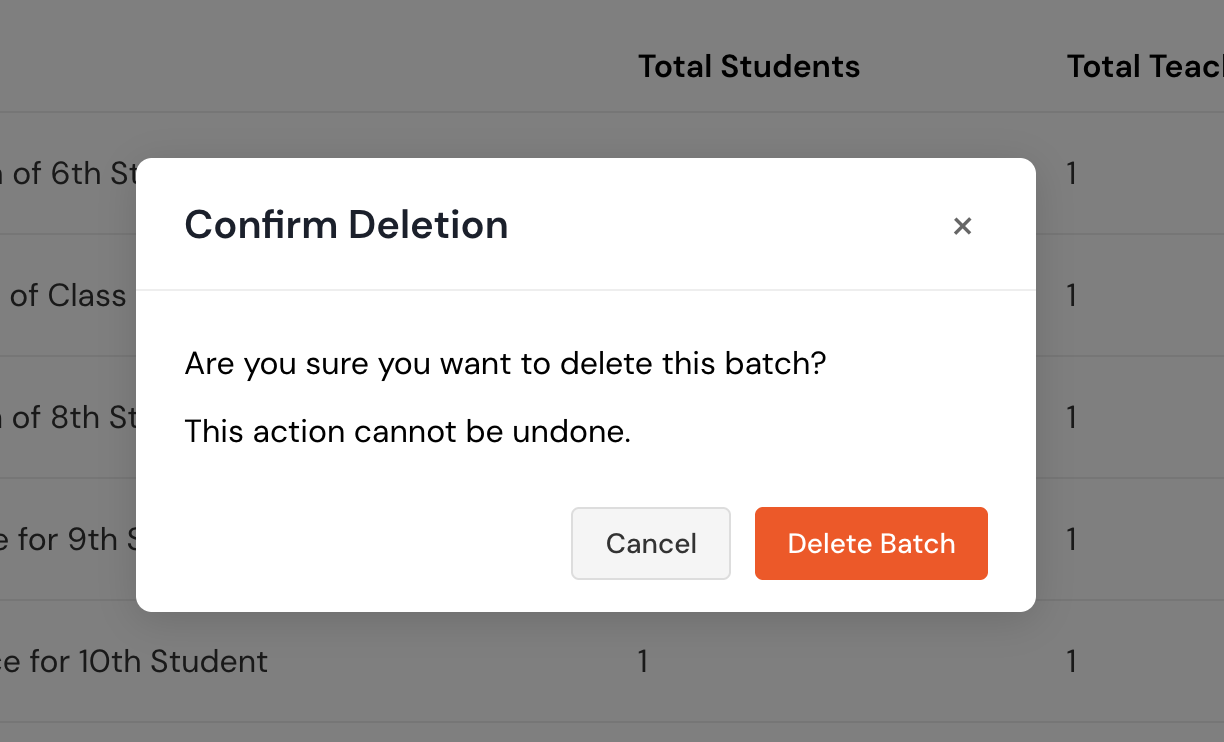 Total Students Total Teac
of 6th St 1
Confirm Deletion ×
of Class 1
Are you sure you want to delete this batch?
of 8th St 1
This action cannot be undone.
for 9th 1
Cancel Delete Batch
for 10th Student 1 1